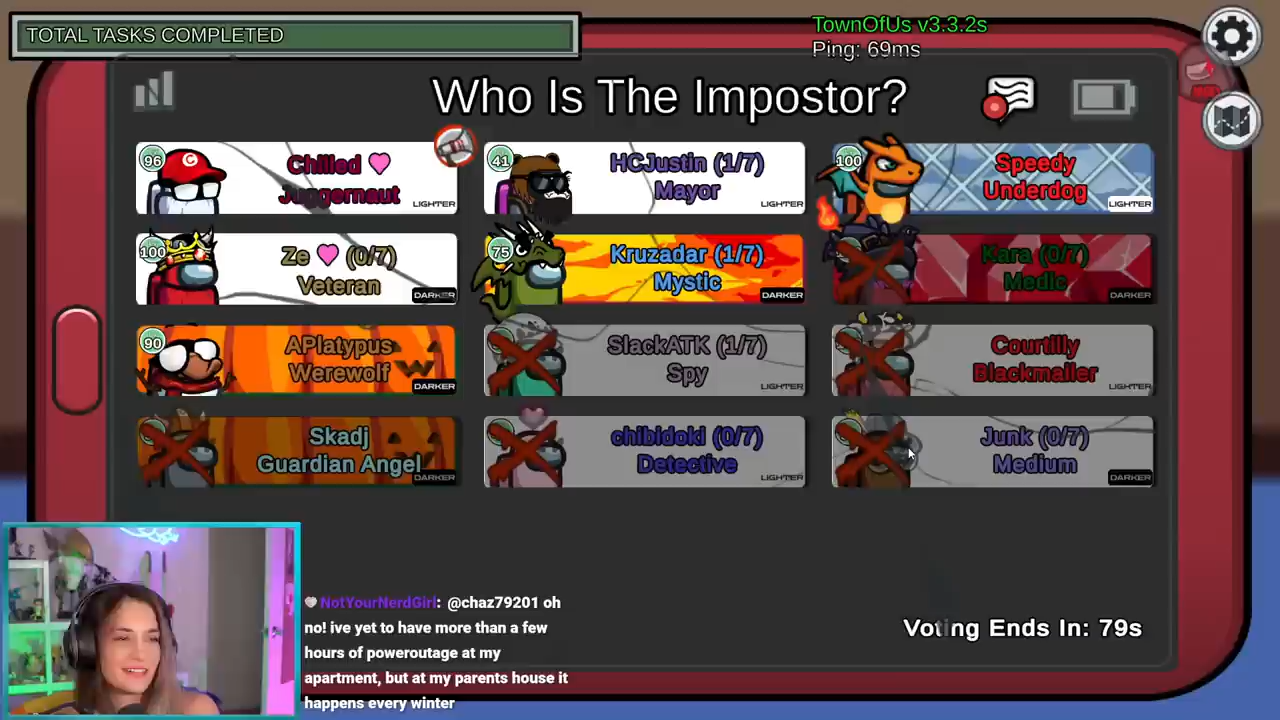 TOTAL TASKS COMPLETED
TownOfUs v3.3.2s
Ping: 69ms
Who Is The Impostor?
96
Chilled
Juggernaut
LIGHTER
41
HCJustin (1/7)
Mayor
LIGHTER
100
Speedy
Underdog
LIGHTER
100
Ze (0/7)
Veteran
DARKER
75
Kruzadar (1/7)
Mystic
DARKER
Kara (0/7)
Medic
DARKER
90
APlatypus
Werewolf
DARKER
SlackATK (1/7)
Spy
LIGHTER
Courtilly
Blackmailer
LIGHTER
Skadj
Guardian Angel
DARKER
chibidoki (0/7)
Detective
LIGHTER
Junk (0/7)
Medium
DARKER
Voting Ends In: 79s
NotYourNerdGirl: @chaz79201 oh
no! ive yet to have more than a few
hours of poweroutage at my
apartment, but at my parents house it
happens every winter